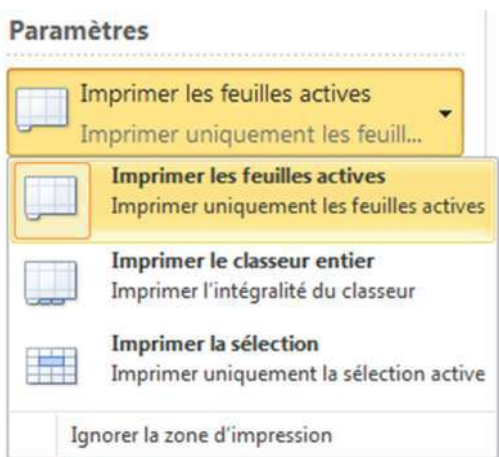 Paramètres
Imprimer les feuilles actives
Imprimer uniquement les feuill...
Imprimer les feuilles actives
Imprimer uniquement les feuilles actives
Imprimer le classeur entier
Imprimer l'intégralité du classeur
Imprimer la sélection
Imprimer uniquement la sélection active
Ignorer la zone d'impression